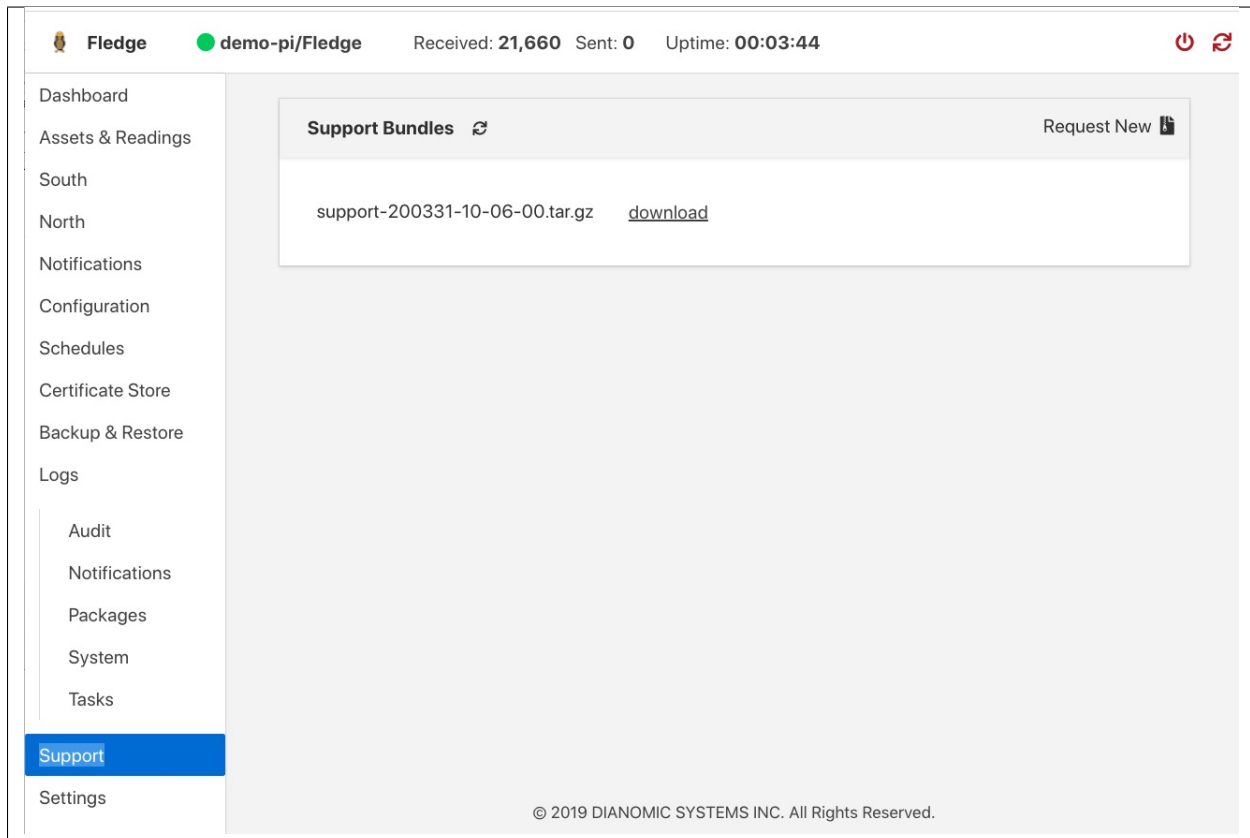 Fledge demo-pi/Fledge Received: 21,660 Sent: 0 Uptime: 00:03:44
Dashboard
Assets & Readings
South
North
Notifications
Configuration
Schedules
Certificate Store
Backup & Restore
Logs
Audit
Notifications
Packages
System
Tasks
Support
Settings
Support Bundles Request New
support-200331-10-06-00.tar.gz download
© 2019 DIANOMIC SYSTEMS INC. All Rights Reserved.